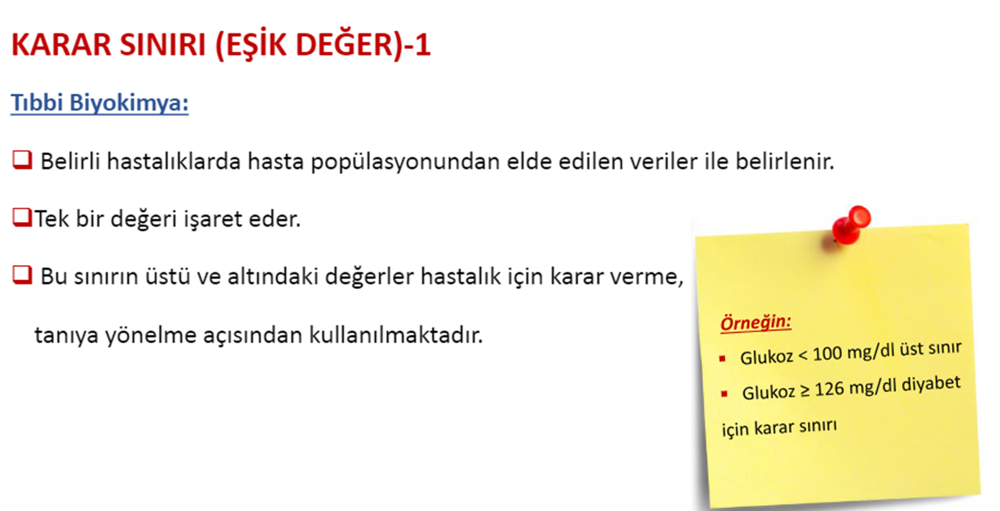 KARAR SINIRI (EŞİK DEĞER)-1
Tıbbi Biyokimya:
❑ Belirli hastalıklarda hasta popülasyonundan elde edilen veriler ile belirlenir.
❑Tek bir değeri işaret eder.
❑ Bu sınırın üstü ve altındaki değerler hastalık için karar verme,
tanıya yönelme açısından kullanılmaktadır.
Örneğin:
▪ Glukoz < 100 mg/dl üst sınır
▪ Glukoz ≥ 126 mg/dl diyabet
için karar sınırı